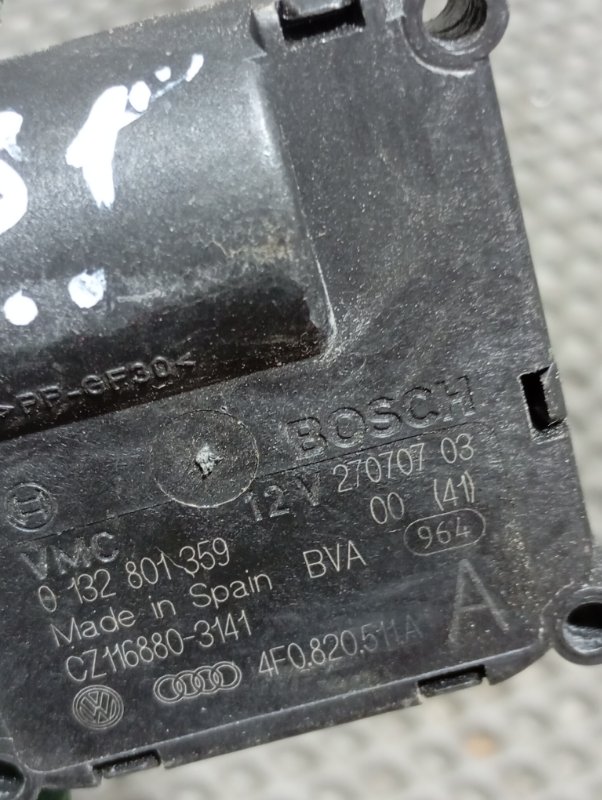 >PP-GF30<
BOSCH
12 V 270707 03
00 (41)
VMC
0 132 801 359
BVA
964
Made in Spain
CZ116880-3141
A
4F0.820.511A